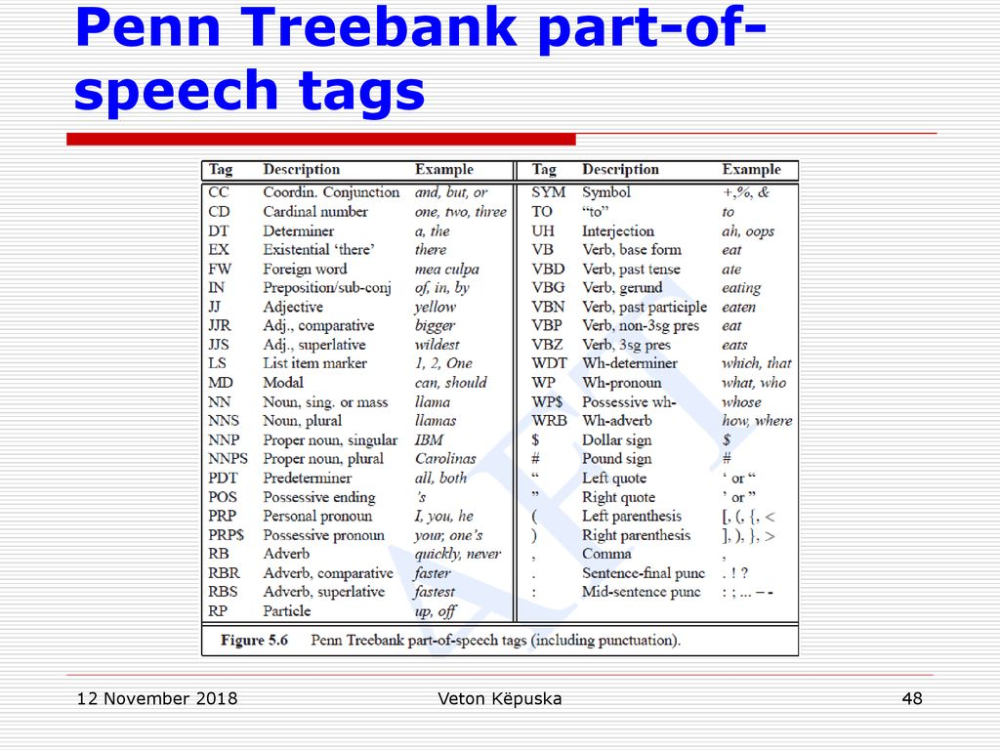 Penn Treebank part-of-
speech tags
Tag Description Example Tag Description Example
CC Coordin. Conjunction and, but, or SYM Symbol +,%, &
CD Cardinal number one, two, three TO “to” to
DT Determiner a, the UH Interjection ah, oops
EX Existential ‘there’ there VB Verb, base form eat
FW Foreign word mea culpa VBD Verb, past tense ate
IN Preposition/sub-conj of, in, by VBG Verb, gerund eating
JJ Adjective yellow VBN Verb, past participle eaten
JJR Adj., comparative bigger VBP Verb, non-3sg pres eat
JJS Adj., superlative wildest VBZ Verb, 3sg pres eats
LS List item marker 1, 2, One WDT Wh-determiner which, that
MD Modal can, should WP Wh-pronoun what, who
NN Noun, sing. or mass llama WP$ Possessive wh- whose
NNS Noun, plural llamas WRB Wh-adverb how, where
NNP Proper noun, singular IBM $ Dollar sign $
NNPS Proper noun, plural Carolinas # Pound sign #
PDT Predeterminer all, both “ Left quote ‘ or “
POS Possessive ending ’s ” Right quote ’ or ”
PRP Personal pronoun I, you, he ( Left parenthesis [, (, {, <
PRP$ Possessive pronoun your, one’s ) Right parenthesis ], ), }, >
RB Adverb quickly, never , Comma ,
RBR Adverb, comparative faster . Sentence-final punc . ! ?
RBS Adverb, superlative fastest : Mid-sentence punc : ; ... – -
RP Particle up, off
Figure 5.6 Penn Treebank part-of-speech tags (including punctuation).
AFT
12 November 2018 Veton Këpuska 48